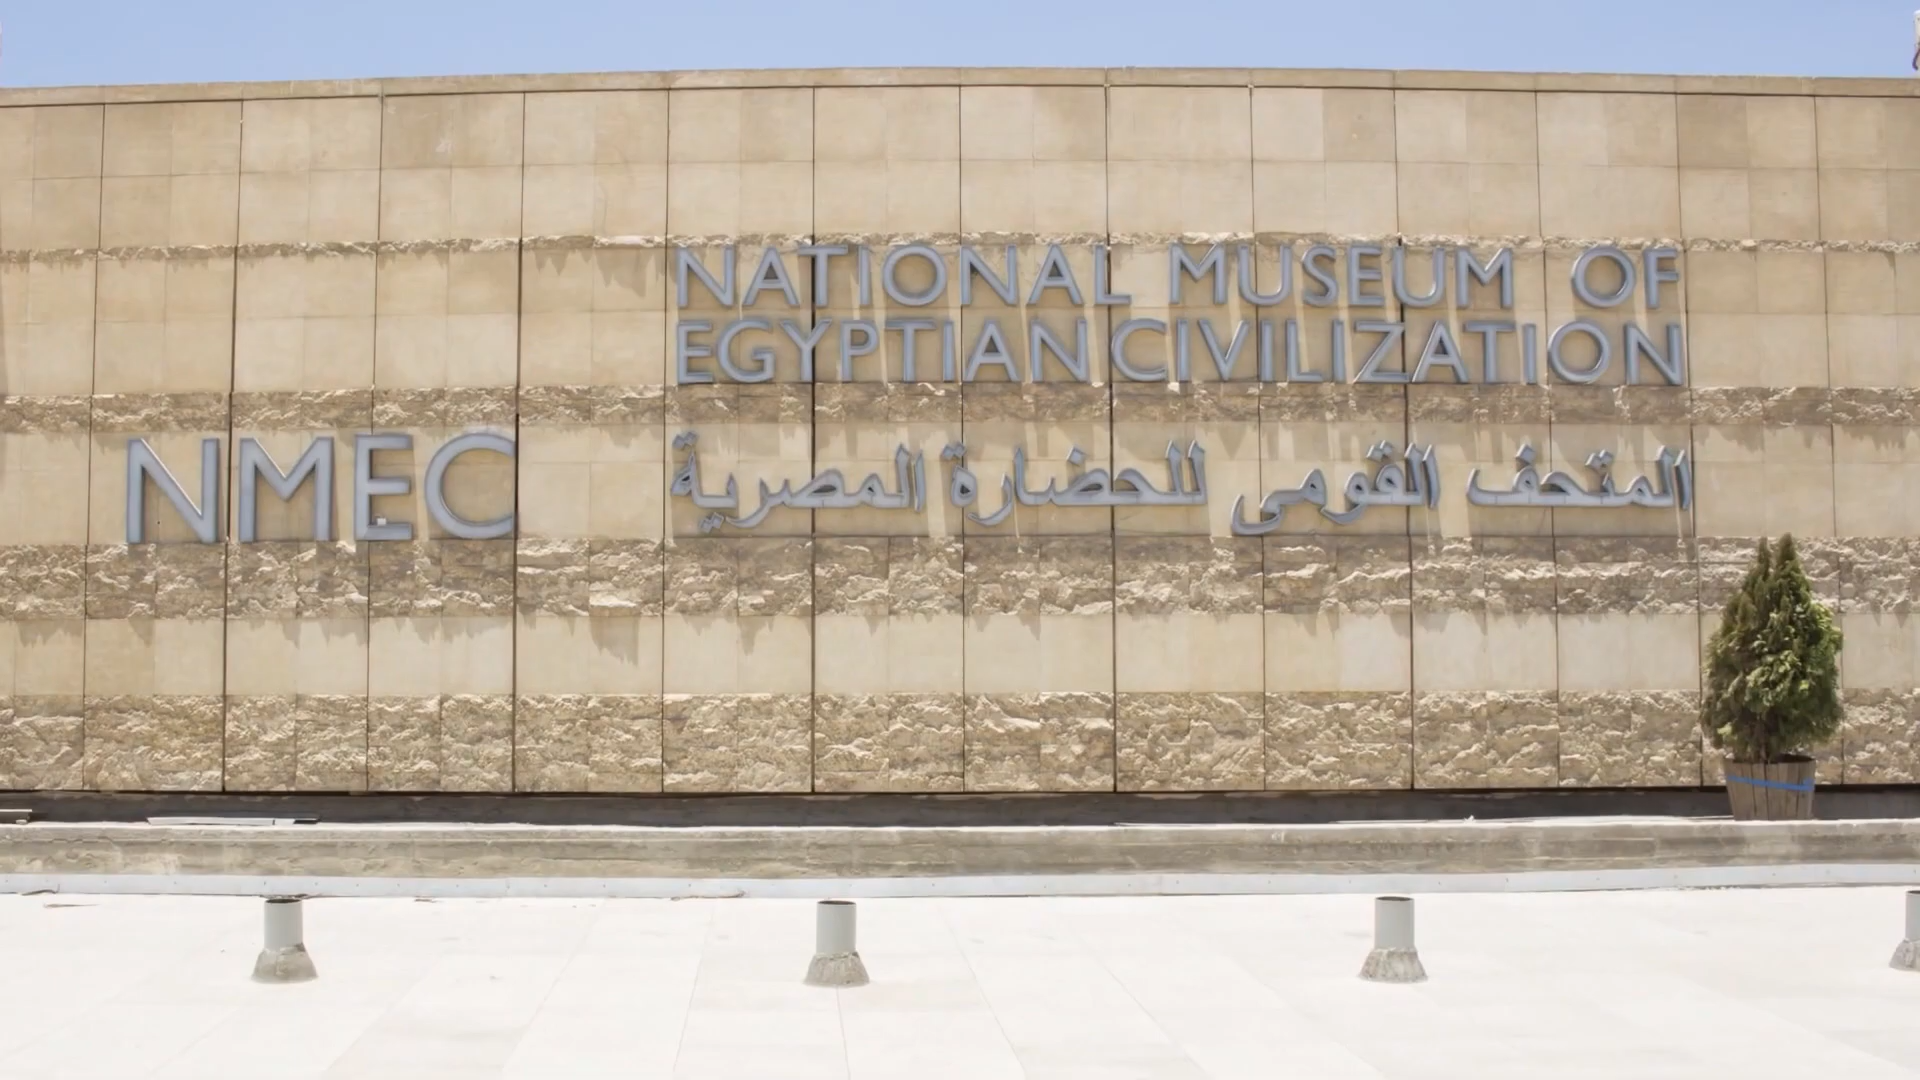 NATIONAL MUSEUM OF
EGYPTIAN CIVILIZATION
NMEC
المتحف القومى للحضارة المصرية